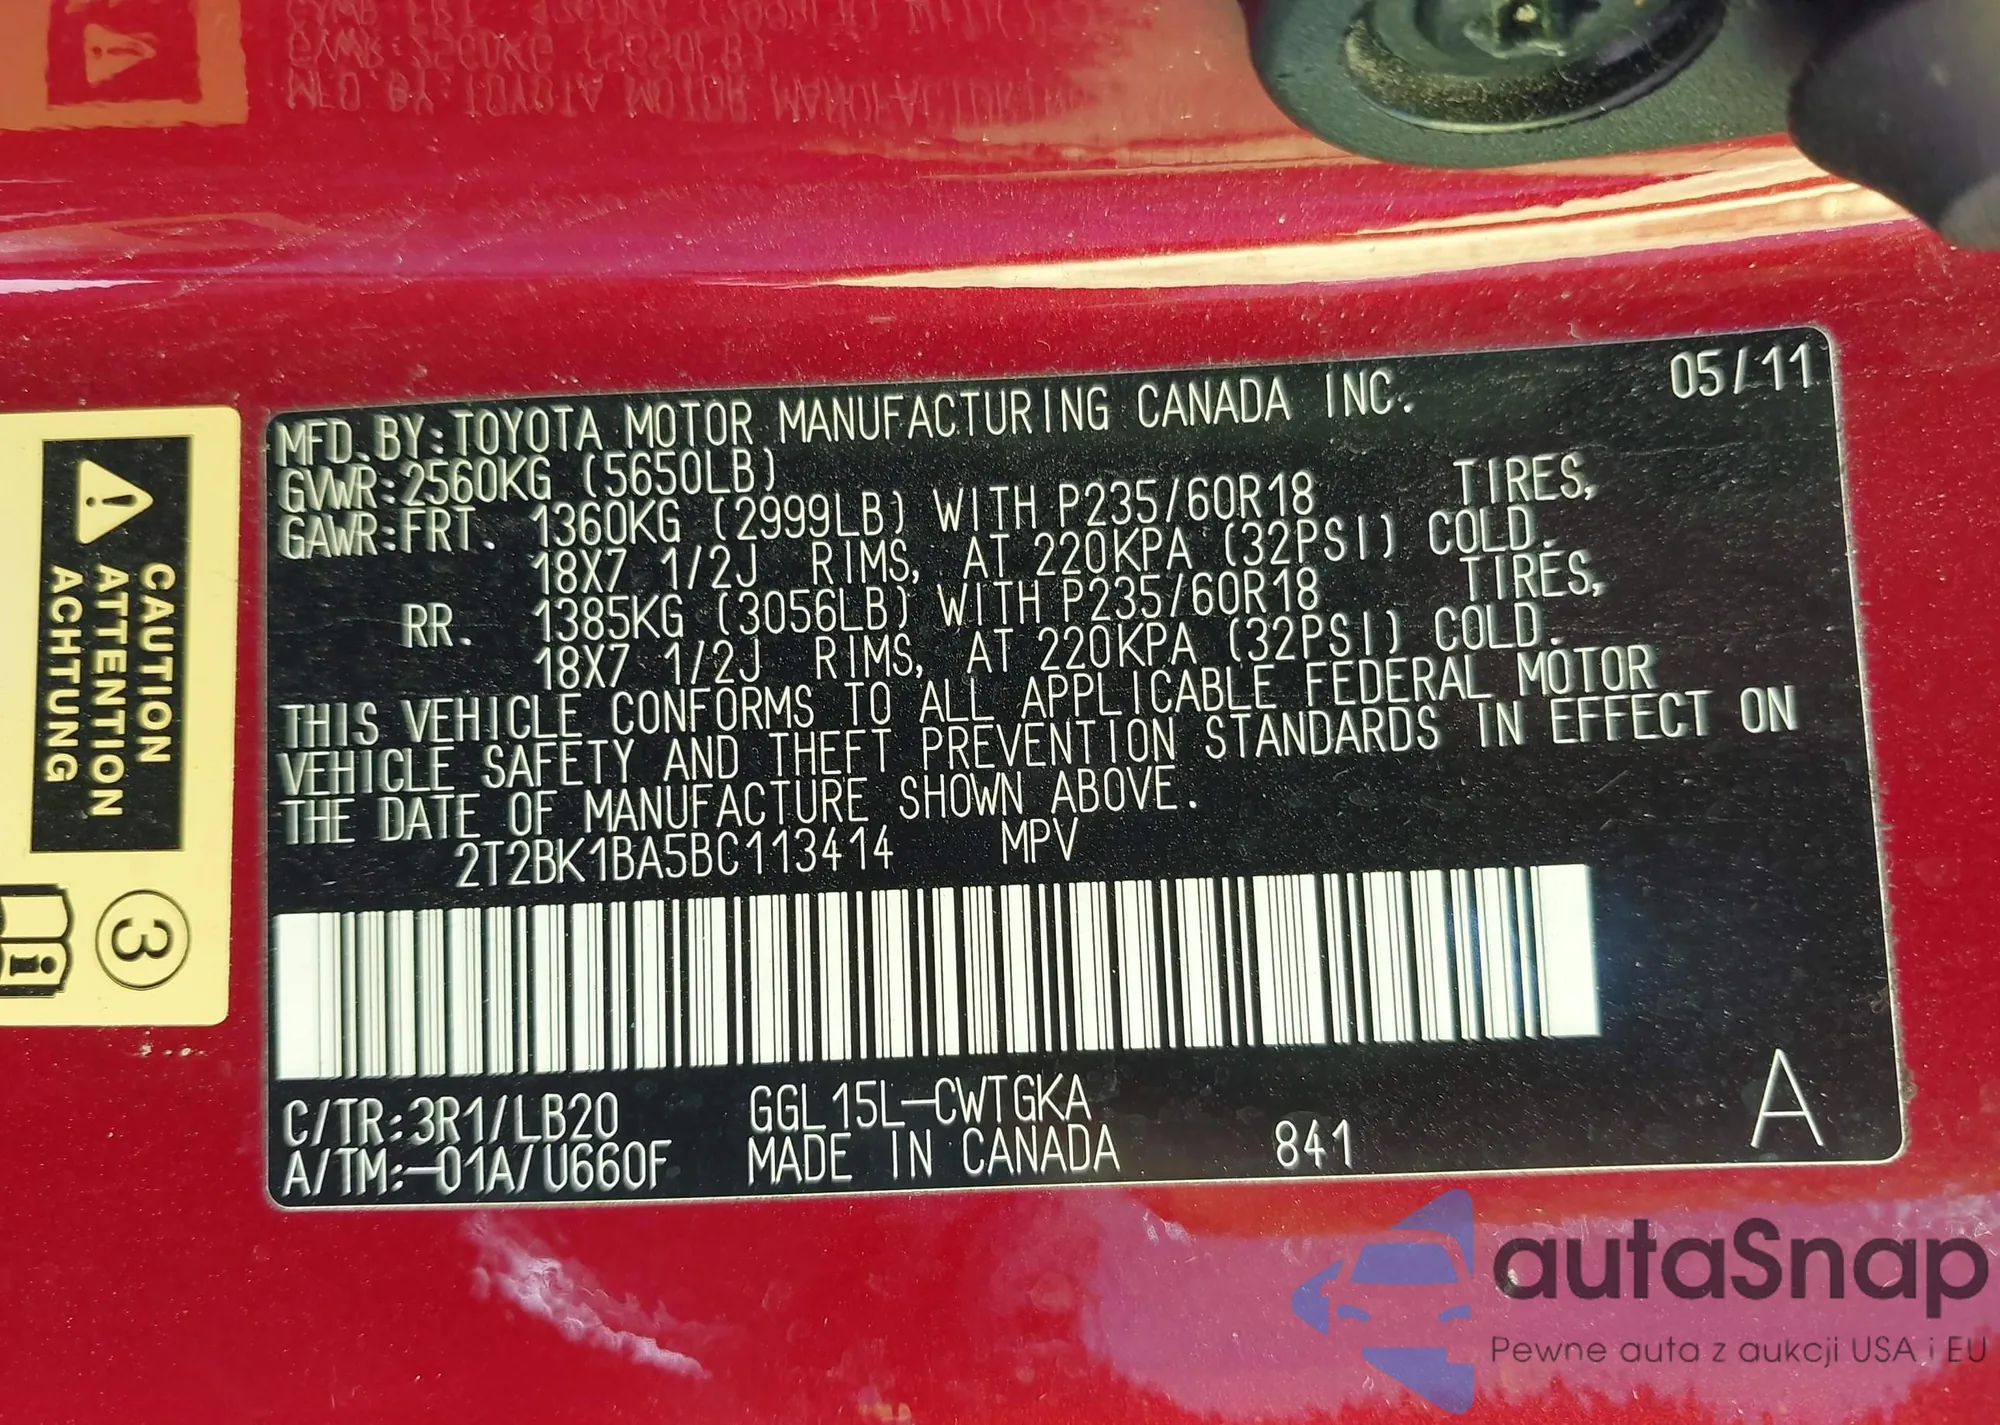 MFD. BY: TOYOTA MOTOR MANUFACTURING CANADA INC. 05/11
GVWR: 2560KG (5650LB)
GAWR: FRT. 1360KG (2999LB) WITH P235/60R18 TIRES,
18X7 1/2J RIMS, AT 220KPA (32PSI) COLD.
RR. 1385KG (3056LB) WITH P235/60R18 TIRES,
18X7 1/2J RIMS, AT 220KPA (32PSI) COLD.
THIS VEHICLE CONFORMS TO ALL APPLICABLE FEDERAL MOTOR
VEHICLE SAFETY AND THEFT PREVENTION STANDARDS IN EFFECT ON
THE DATE OF MANUFACTURE SHOWN ABOVE.
2T2BK1BA5BC113414 MPV
C/TR: 3R1/LB20 GGL15L-CWTGKA
A/TM:-01A/U660F MADE IN CANADA 841 A
CAUTION
ATTENTION
ACHTUNG
3
autaSnap
Pewne auta z aukcji USA i EU